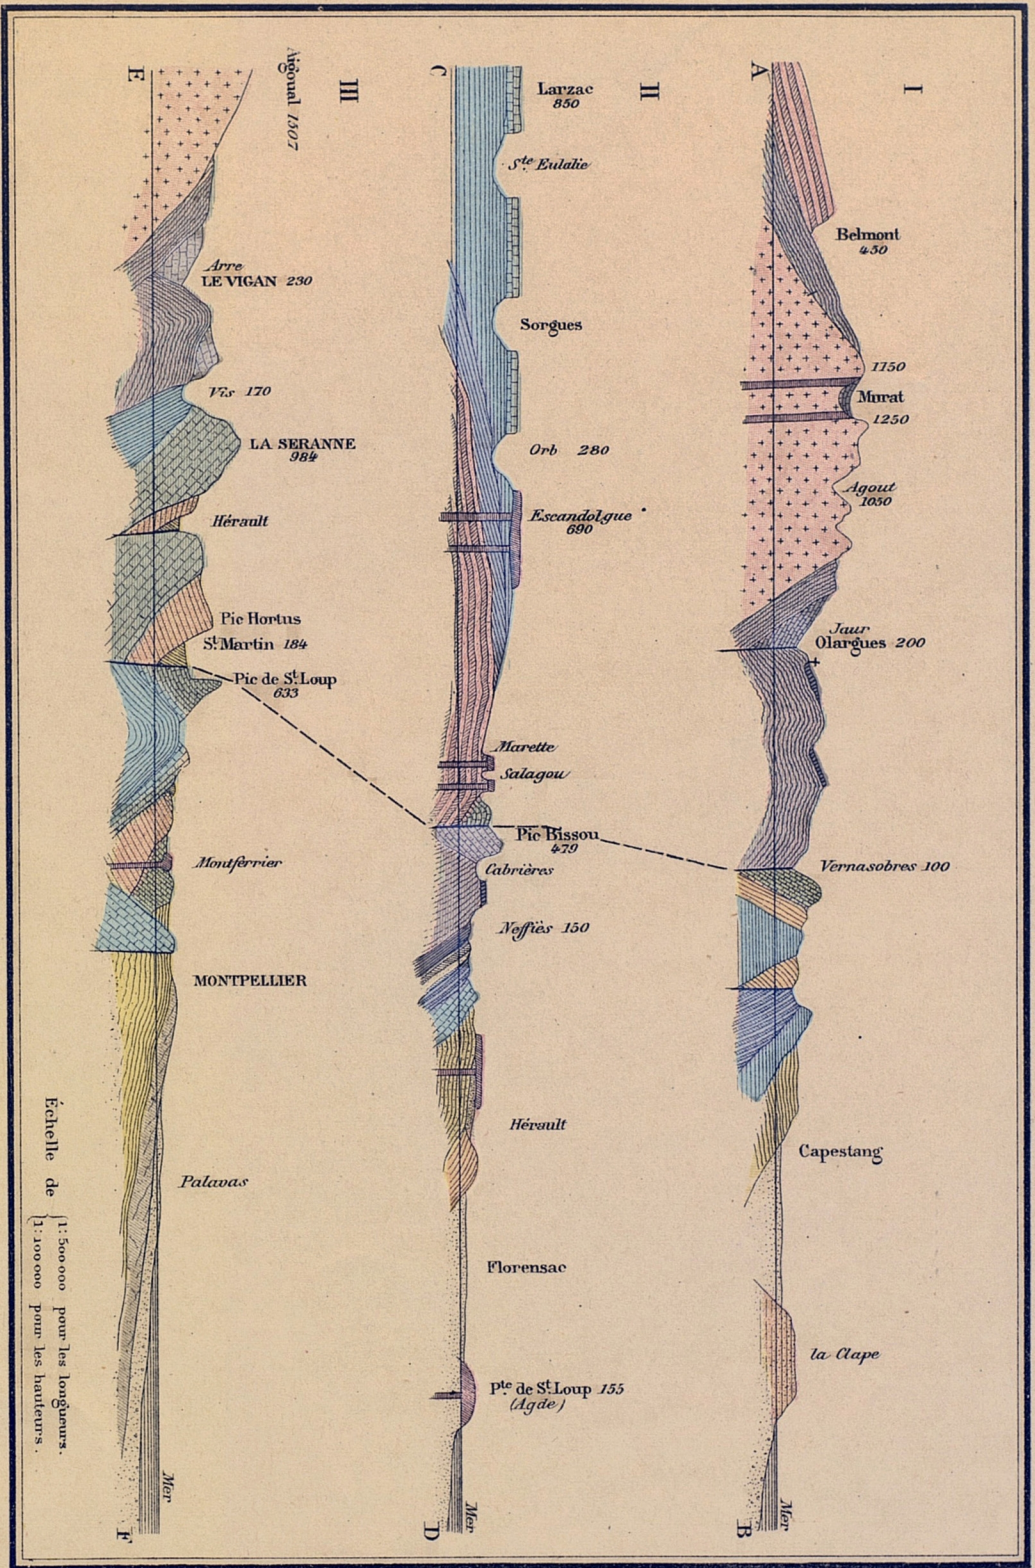 I
A
Belmont
450
1150
Murat
1250
Agout
1050
Jaur
Olargues 200
Vernasobres 100
Capestang
la Clape
Mer
B
II
C
Larzac
850
Ste Eulalie
Sorgues
Orb 280
Escandolgue
690
Marette
Salagou
Pic Bissou
479
Cabrières
Neffiès 150
Hérault
Florensac
Pte de St. Loup 155
(Agde)
Mer
D
III
E
Aigoual 1567
Arre
LE VIGAN 230
Vis 170
LA SERANNE
984
Hérault
Pic Hortus
St. Martin 184
Pic de St. Loup
633
Montferrier
MONTPELLIER
Palavas
Mer
F
Échelle de { 1:500000 pour les longueurs.
1:100000 pour les hauteurs.